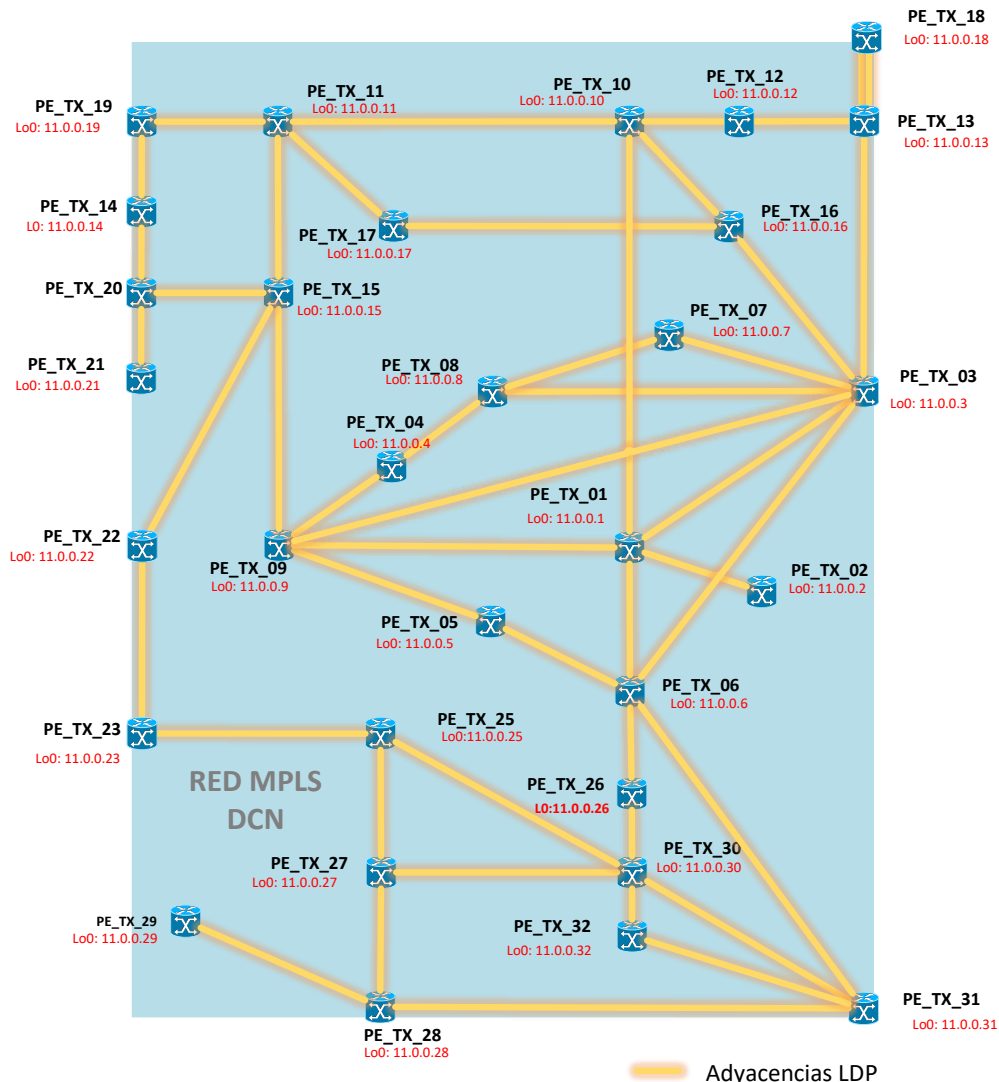 PE_TX_18
Lo0: 11.0.0.18
PE_TX_12
Lo0: 11.0.0.12
PE_TX_10
Lo0: 11.0.0.10
PE_TX_11
Lo0: 11.0.0.11
PE_TX_19
Lo0: 11.0.0.19
PE_TX_13
Lo0: 11.0.0.13
PE_TX_14
L0: 11.0.0.14
PE_TX_16
Lo0: 11.0.0.16
PE_TX_17
Lo0: 11.0.0.17
PE_TX_20
PE_TX_15
Lo0: 11.0.0.15
PE_TX_07
Lo0: 11.0.0.7
PE_TX_21
Lo0: 11.0.0.21
PE_TX_08
Lo0: 11.0.0.8
PE_TX_03
Lo0: 11.0.0.3
PE_TX_04
Lo0: 11.0.0.4
PE_TX_01
Lo0: 11.0.0.1
PE_TX_22
Lo0: 11.0.0.22
PE_TX_09
Lo0: 11.0.0.9
PE_TX_02
Lo0: 11.0.0.2
PE_TX_05
Lo0: 11.0.0.5
PE_TX_06
Lo0: 11.0.0.6
PE_TX_23
Lo0: 11.0.0.23
PE_TX_25
Lo0:11.0.0.25
RED MPLS
DCN
PE_TX_26
L0:11.0.0.26
PE_TX_30
Lo0: 11.0.0.30
PE_TX_27
Lo0: 11.0.0.27
PE_TX_29
Lo0: 11.0.0.29
PE_TX_32
Lo0: 11.0.0.32
PE_TX_31
Lo0: 11.0.0.31
PE_TX_28
Lo0: 11.0.0.28
Adyacencias LDP